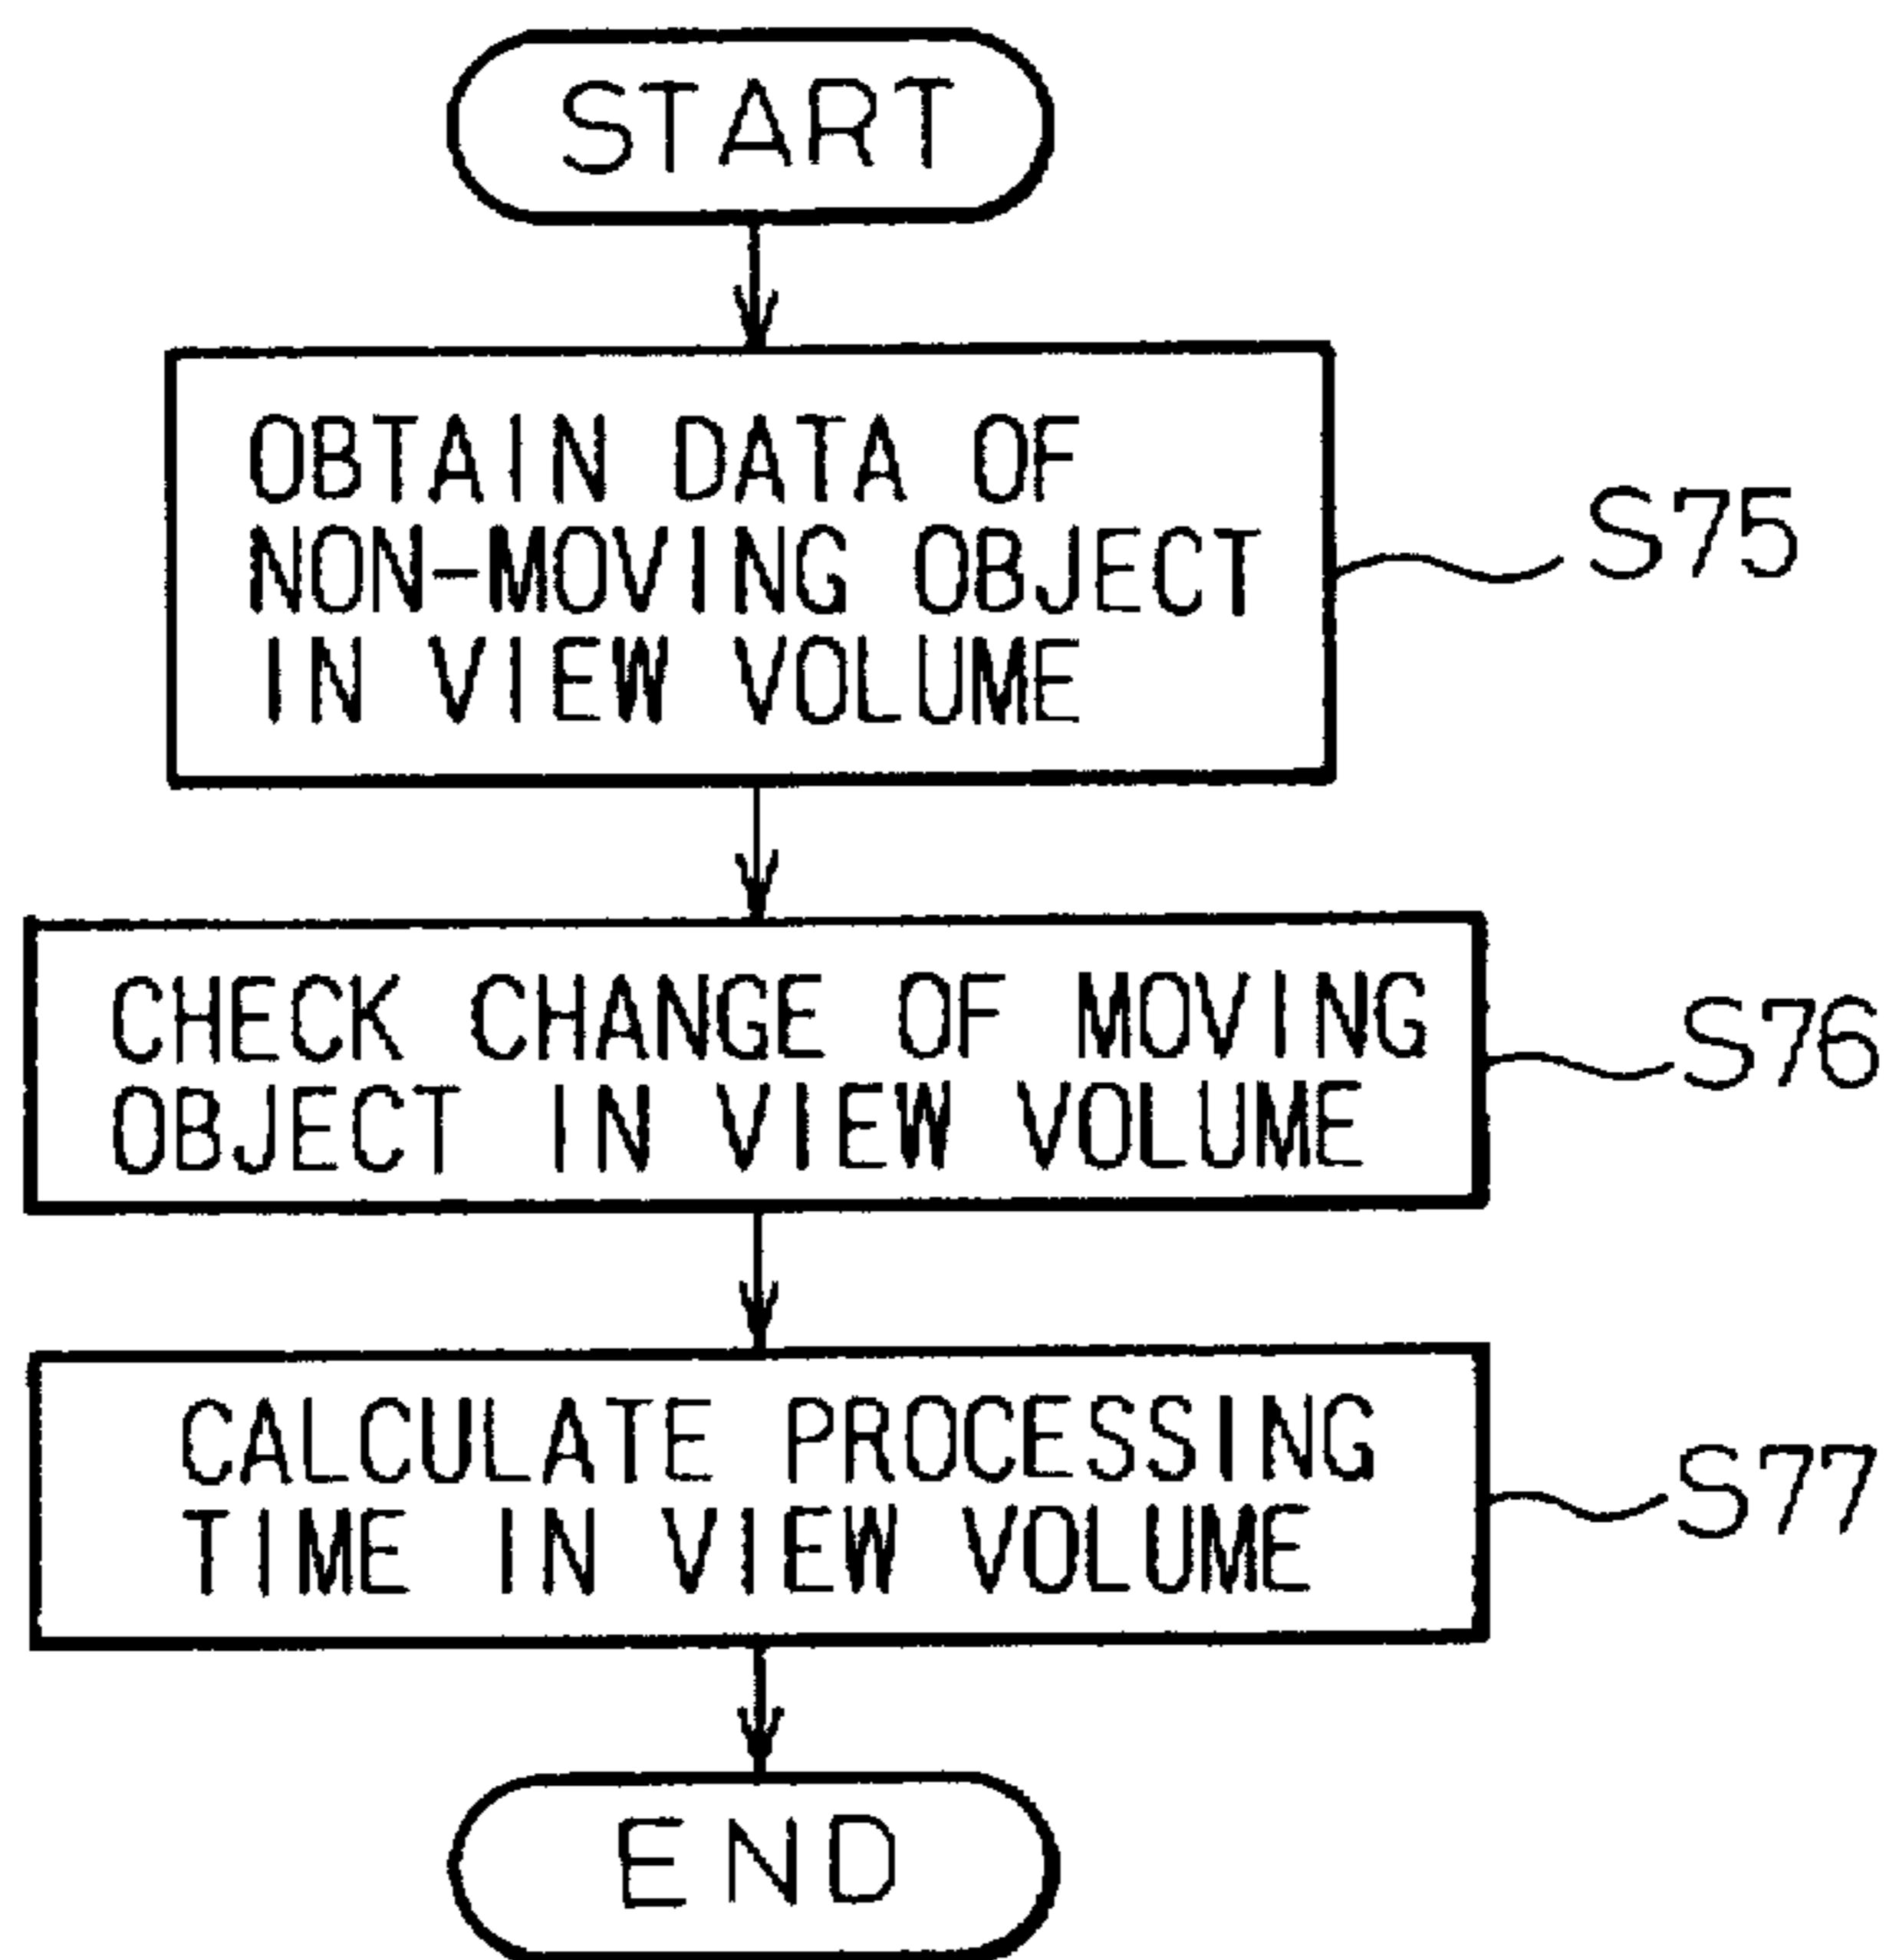 START
OBTAIN DATA OF
NON-MOVING OBJECT
IN VIEW VOLUME
S75
CHECK CHANGE OF MOVING
OBJECT IN VIEW VOLUME
S76
CALCULATE PROCESSING
TIME IN VIEW VOLUME
S77
END